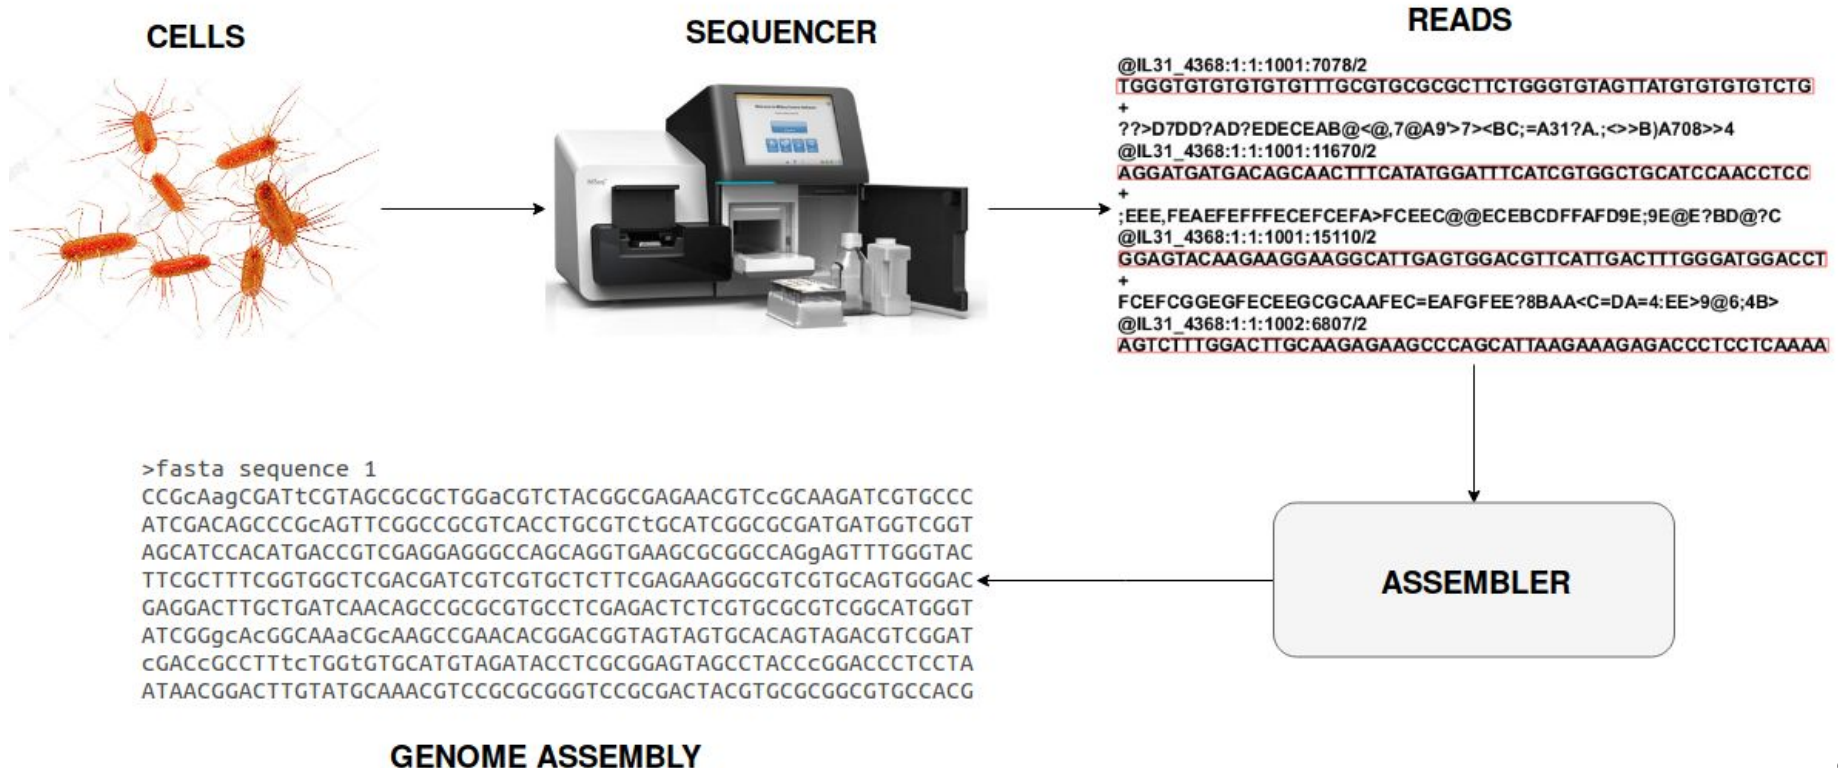 CELLS
SEQUENCER
READS
@IL31_4368:1:1:1001:7078/2
TGGGTGTGTGTGTGTTTGCGTGCGCGCTTCTGGGTGTAGTTATGTGTGTGTCTG
+
??>D7DD?AD?EDECEAB@<@,7@A9'>7><BC;=A31?A.;<>>B)A708>>4
@IL31_4368:1:1:1001:11670/2
AGGATGATGACAGCAACTTTCATATGGATTTCATCGTGGCTGCATCCAACCTCC
+
;EEE,FEAEFEFFFECEFCEFA>FCEEC@@ECEBCDFFAFD9E;9E@E?BD@?C
@IL31_4368:1:1:1001:15110/2
GGAGTACAAGAAGGAAGGCATTGAGTGGACGTTCATTGACTTTGGGATGGACCT
+
FCEFCGGEGFECEEGCGCAAFEC=EAFGFEE?8BAA<C=DA=4:EE>9@6;4B>
@IL31_4368:1:1:1002:6807/2
AGTCTTTGGACTTGCAAGAGAAGCCCAGCATTAAGAAAGAGACCCTCCTCAAAA
>fasta sequence 1
CCGcAagCGATtCGTAGCGCGCTGGaCGTCTACGGCGAGAACGTCcGCAAGATCGTGCCC
ATCGACAGCCCGcAGTTCGGCCGCGTCACCTGCGTCtGCATCGGCGCGATGATGGTCGGT
AGCATCCACATGACCGTCGAGGAGGGCCAGCAGGTGAAGCGCGGCCAGgAGTTTGGGTAC
TTCGCTTTCGGTGGCTCGACGATCGTCGTGCTCTTCGAGAAGGGCGTCGTGCAGTGGGAC
GAGGACTTGCTGATCAACAGCCGCGCGTGCCTCGAGACTCTCGTGCGCGTCGGCATGGGT
ATCGGgcAcGGCAAaCGcAAGCCGAACACGGACGGTAGTAGTGCACAGTAGACGTCGGAT
cGACcGCCTTTtcTGGtGTGCATGTAGATACCTCGCGGAGTAGCCTACCcGGACCCTCCTA
ATAACGGACTTGTATGCAAACGTCCGCGCGGGTCCGCGACTACGTGCGCGGCGTGCCACG
ASSEMBLER
GENOME ASSEMBLY